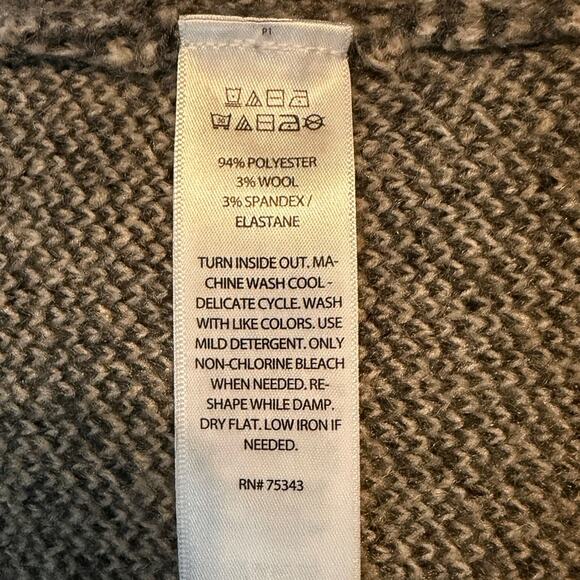 P1
30
94% POLYESTER
3% WOOL
3% SPANDEX /
ELASTANE
TURN INSIDE OUT. MA-
CHINE WASH COOL -
DELICATE CYCLE. WASH
WITH LIKE COLORS. USE
MILD DETERGENT. ONLY
NON-CHLORINE BLEACH
WHEN NEEDED. RE-
SHAPE WHILE DAMP.
DRY FLAT. LOW IRON IF
NEEDED.
RN# 75343